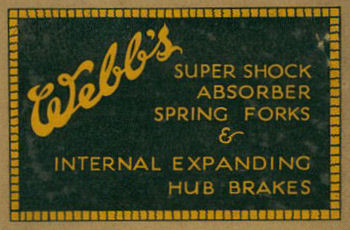 Webb's
SUPER SHOCK
ABSORBER
SPRING FORKS
&
INTERNAL EXPANDING
HUB BRAKES